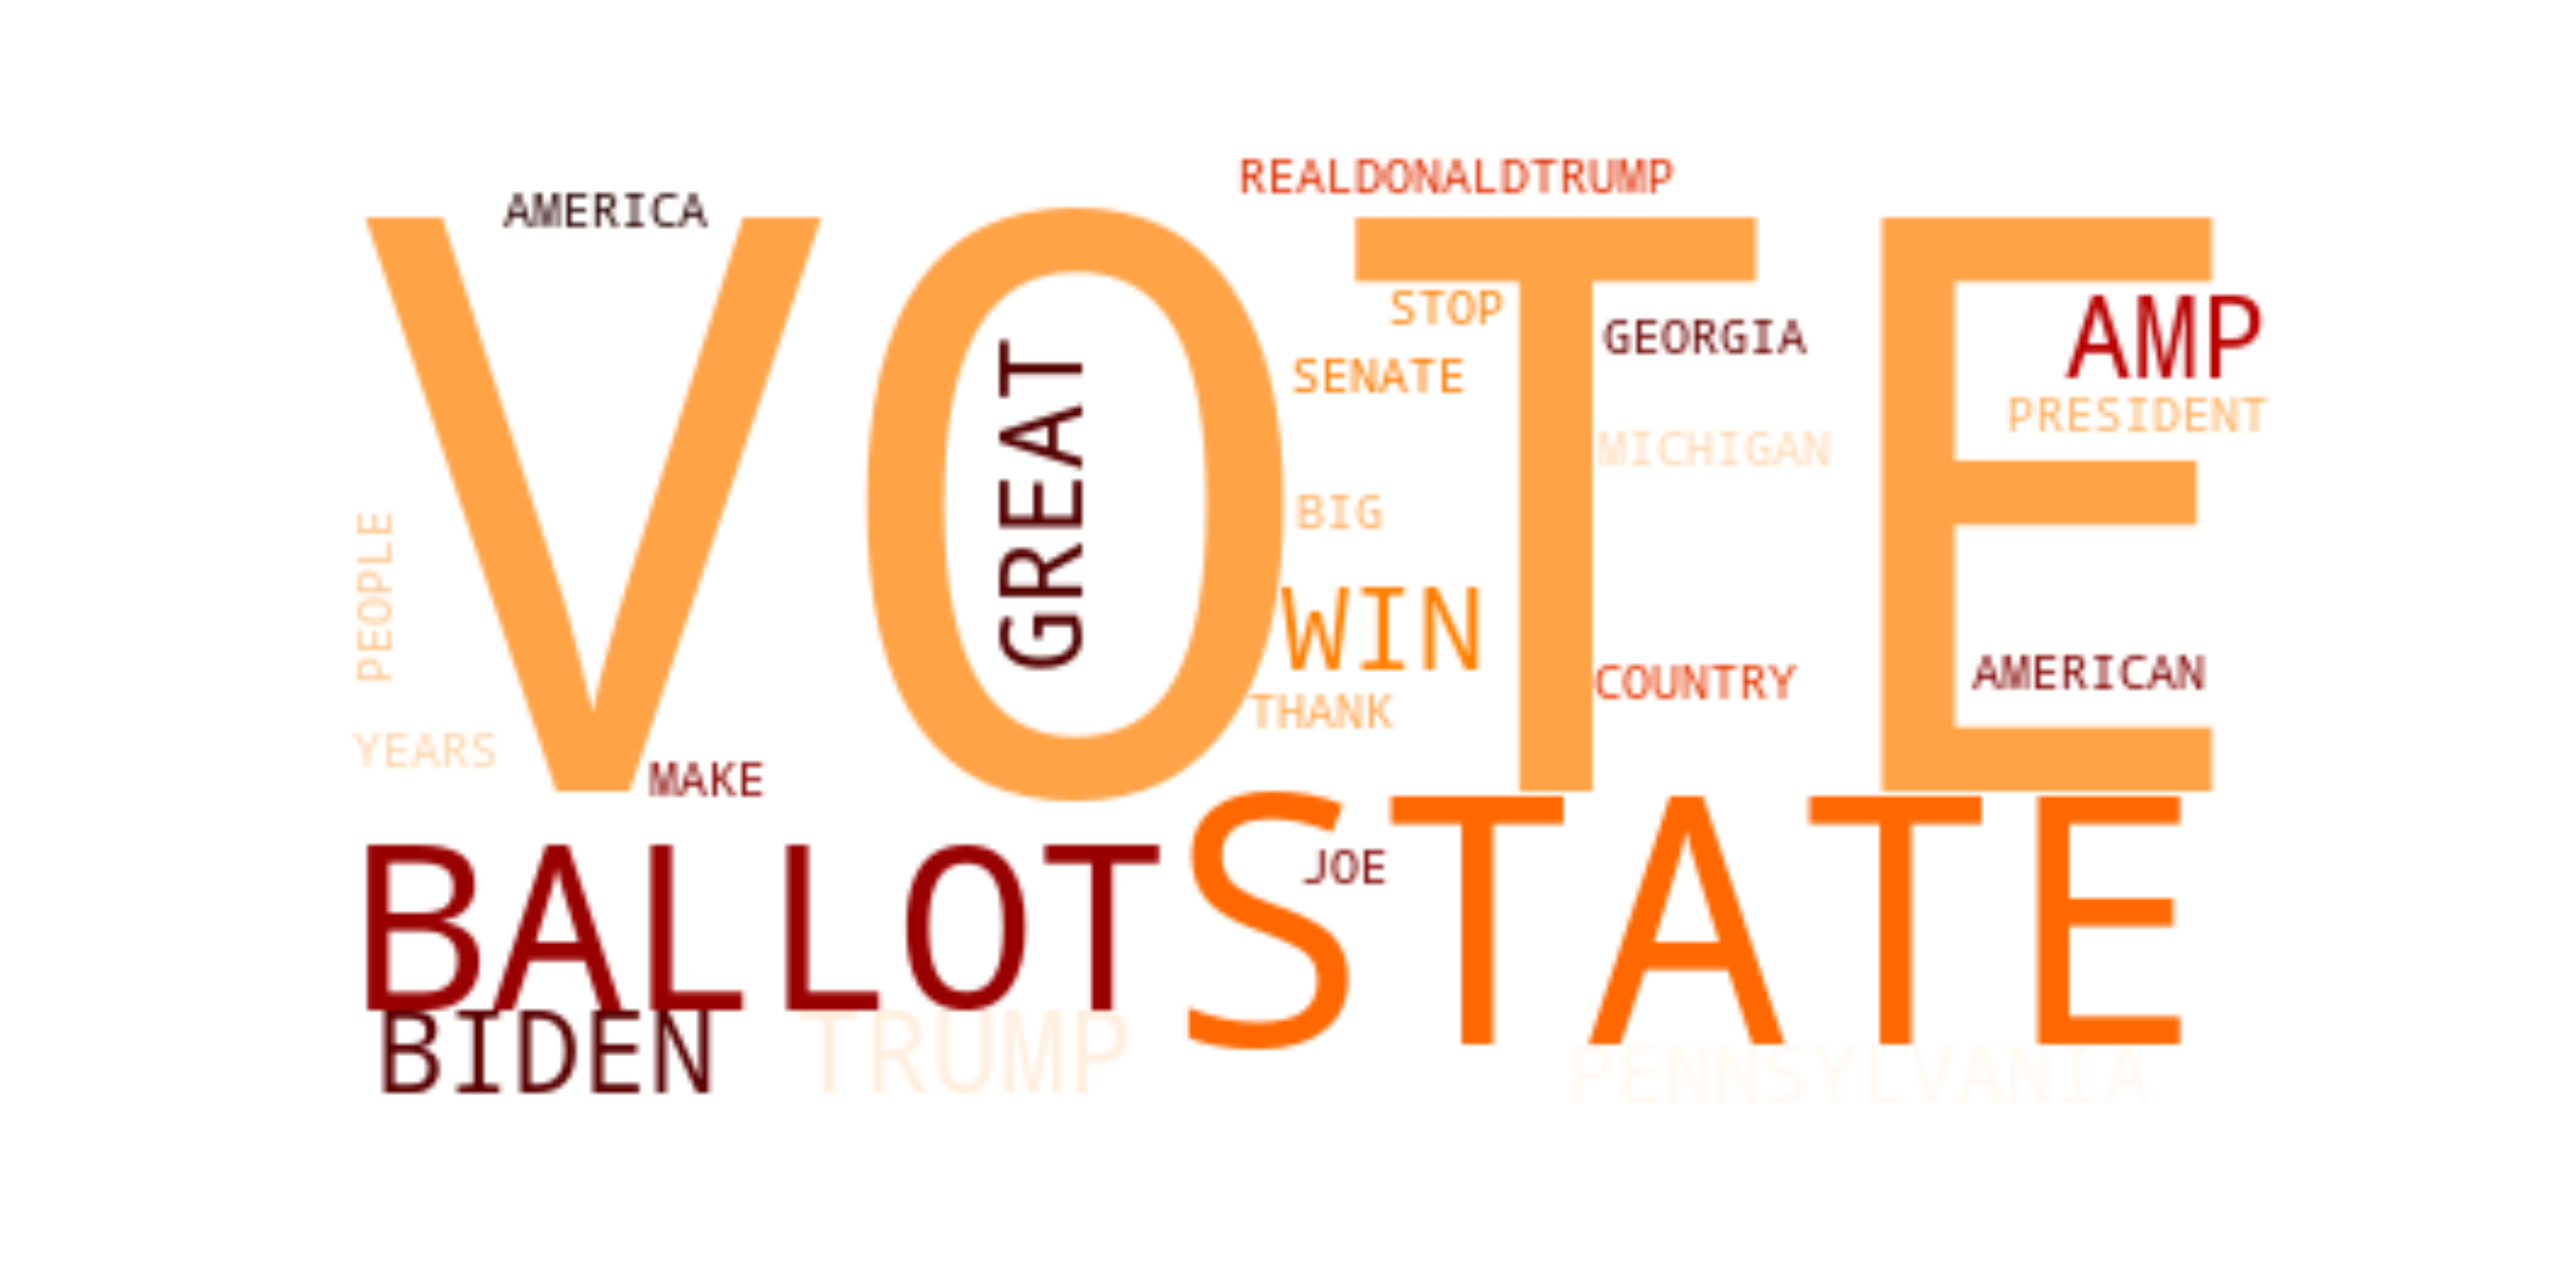 REALDONALDTRUMP
AMERICA
VOTE
STOP
GEORGIA
AMP
SENATE
PRESIDENT
GREAT
MICHIGAN
BIG
PEOPLE
WIN
COUNTRY
AMERICAN
THANK
YEARS
MAKE
BALLOT
STATE
JOE
BIDEN
TRUMP
PENNSYLVANIA